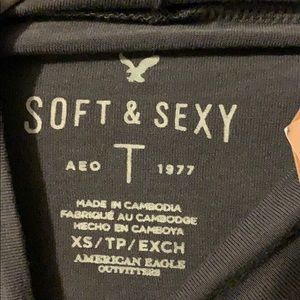 SOFT & SEXY
AEO T 1977
MADE IN CAMBODIA
FABRIQUÉ AU CAMBODGE
HECHO EN CAMBOYA
XS/TP/EXCH
AMERICAN EAGLE
OUTFITTERS